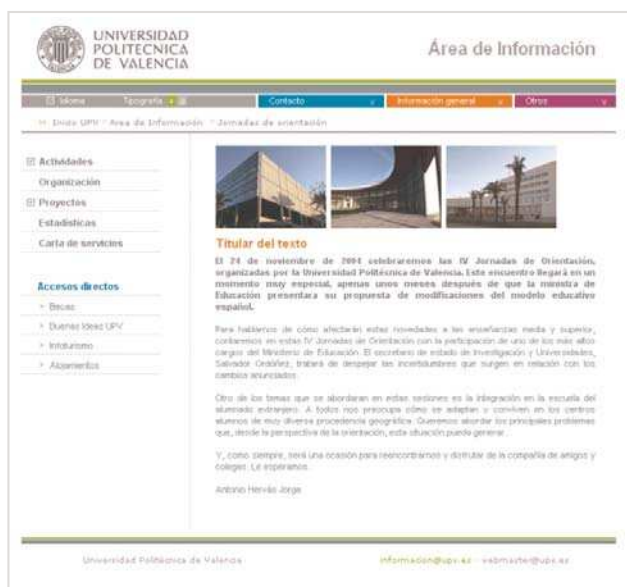 UNIVERSIDAD
POLITECNICA
DE VALENCIA
Área de Información
Idioma Tipografía + Contacto v Información general v Otros v
Inicio UPV · Área de Información · Jornadas de orientación
Actividades
Organización
Proyectos
Estadísticas
Carta de servicios
Accesos directos
Becas
Buenas Ideas UPV
Infoturismo
Alojamientos
Titular del texto
El 24 de noviembre de 2004 celebraremos las IV Jornadas de Orientación,
organizadas por la Universidad Politécnica de Valencia. Este encuentro llegará en un
momento muy especial, apenas unos meses después de que la ministra de
Educación presentara su propuesta de modificaciones del modelo educativo
español.
Para hablarnos de cómo afectarán estas novedades a las enseñanzas media y superior,
contaremos en estas IV Jornadas de Orientación con la participación de uno de los más altos
cargos del Ministerio de Educación. El secretario de estado de Investigación y Universidades,
Salvador Ordóñez, tratará de despejar las incertidumbres que surgen en relación con los
cambios anunciados.
Otro de los temas que se abordaran en estas sesiones es la integración en la escuela del
alumnado extranjero. A todos nos preocupa cómo se adaptan y conviven en los centros
alumnos de muy diversa procedencia geográfica. Queremos abordar los principales problemas
que, desde la perspectiva de la orientación, esta situación puede generar.
Y, como siempre, será una ocasión para reencontrarnos y disfrutar de la compañía de amigos y
colegas. Le esperamos.
Antonio Hervás Jorge
Universidad Politécnica de Valencia informacion@upv.es · webmaster@upv.es